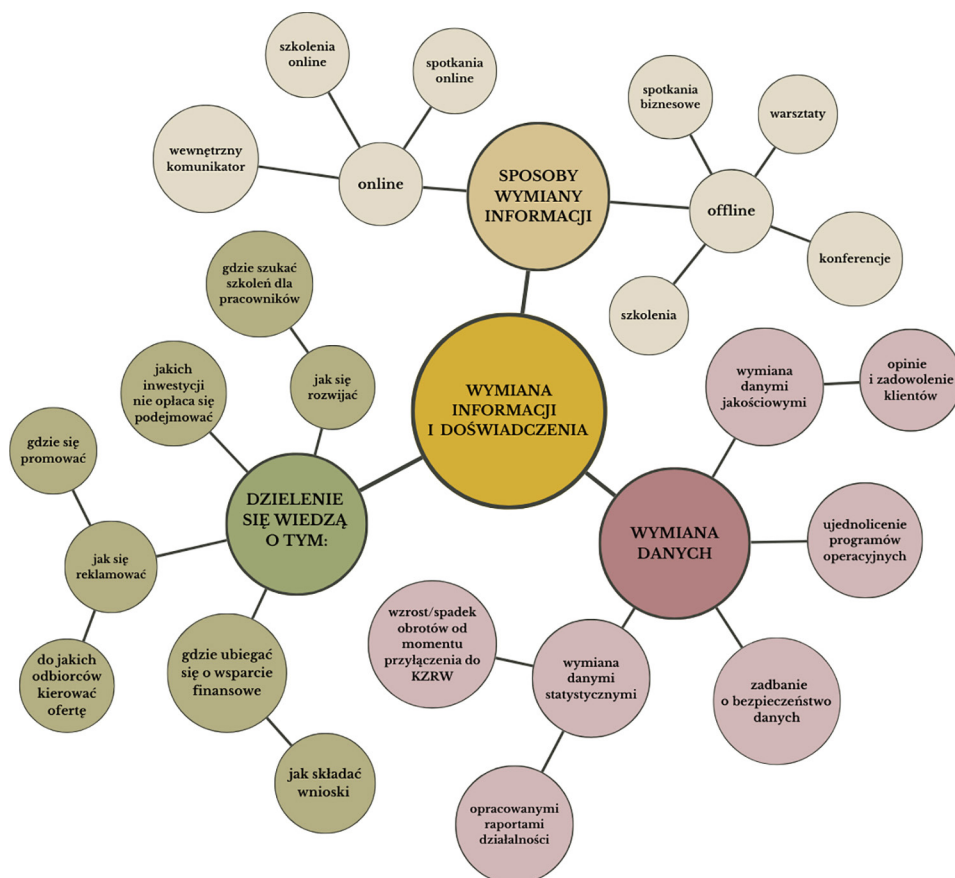 szkolenia
online
spotkania
online
wewnętrzny
komunikator
online
SPOSOBY
WYMIANY
INFORMACJI
spotkania
biznesowe
warsztaty
offline
konferencje
szkolenia
gdzie szukać
szkoleń dla
pracowników
jak się
rozwijać
jakich
inwestycji
nie opłaca się
podejmować
gdzie się
promować
DZIELENIE
SIĘ WIEDZĄ
O TYM:
jak się
reklamować
do jakich
odbiorców
kierować
ofertę
gdzie ubiegać
się o wsparcie
finansowe
jak składać
wnioski
WYMIANA
INFORMACJI
I DOŚWIADCZENIA
wymiana
danymi
jakościowymi
opinie
i zadowolenie
klientów
WYMIANA
DANYCH
ujednolicenie
programów
operacyjnych
wzrost/spadek
obrotów od
momentu
przyłączenia do
KZRW
wymiana
danymi
statystycznymi
zadbanie
o bezpieczeństwo
danych
opracowanymi
raportami
działalności